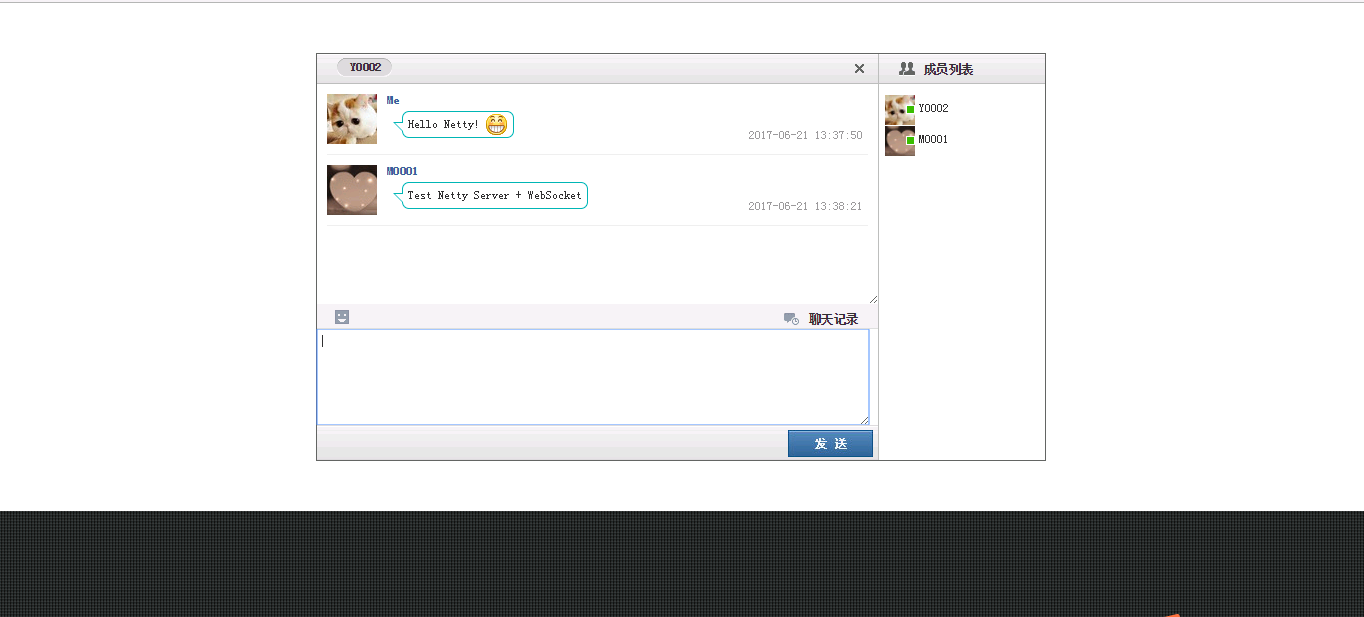 Y0002
成员列表
Me
Hello Netty!
2017-06-21 13:37:50
M0001
Test Netty Server + WebSocket
2017-06-21 13:38:21
聊天记录
发 送
Y0002
M0001